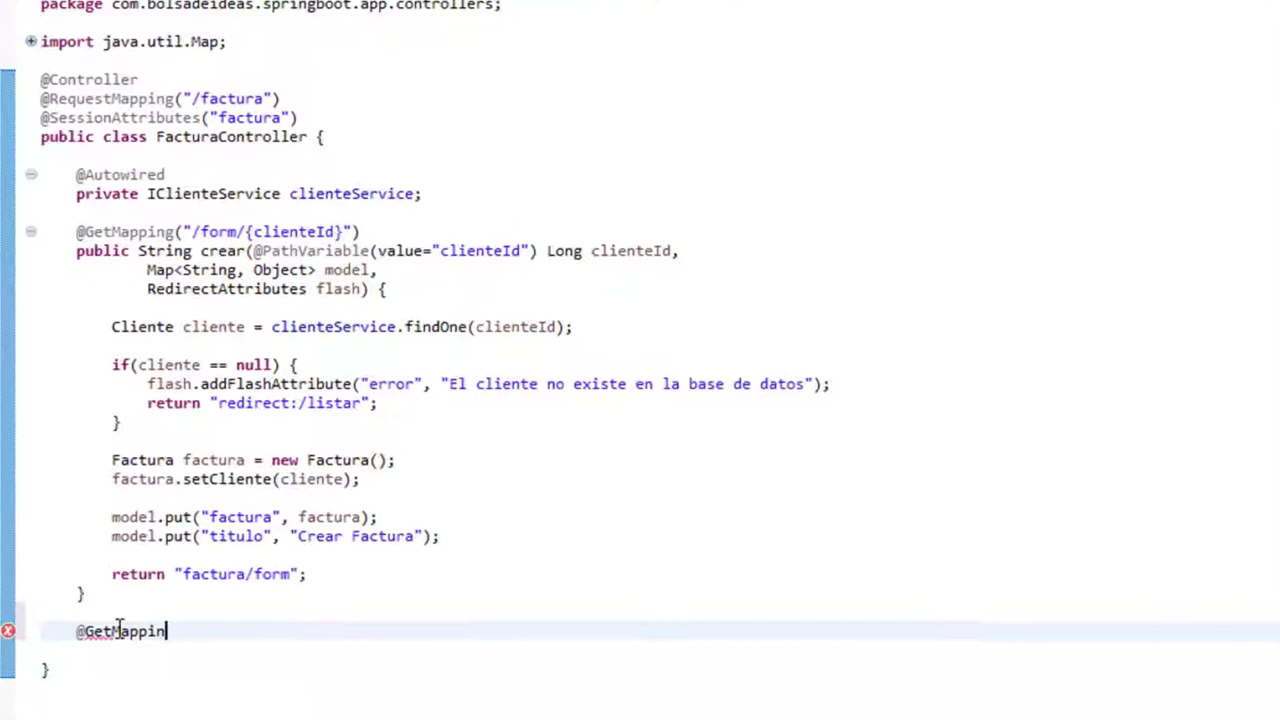 package com.bolsadeideas.springboot.app.controllers;
import java.util.Map;
@Controller
@RequestMapping("/factura")
@SessionAttributes("factura")
public class FacturaController {
@Autowired
private IClienteService clienteService;
@GetMapping("/form/{clienteId}")
public String crear(@PathVariable(value="clienteId") Long clienteId,
Map<String, Object> model,
RedirectAttributes flash) {
Cliente cliente = clienteService.findOne(clienteId);
if(cliente == null) {
flash.addFlashAttribute("error", "El cliente no existe en la base de datos");
return "redirect:/listar";
}
Factura factura = new Factura();
factura.setCliente(cliente);
model.put("factura", factura);
model.put("titulo", "Crear Factura");
return "factura/form";
}
@GetMappin
}